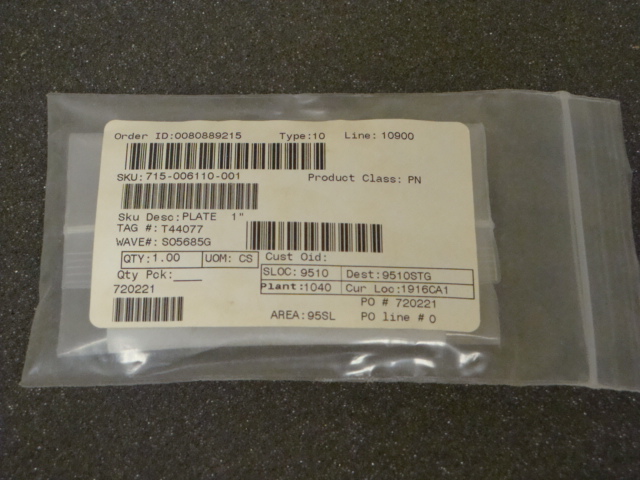 Order ID:0080889215 Type:10 Line: 10900
SKU:715-006110-001 Product Class: PN
Sku Desc:PLATE 1"
TAG #:T44077
WAVE#: SO5685G
QTY:1.00 UOM: CS Cust Oid:
Qty Pck:___ SLOC: 9510 Dest:9510STG
720221 Plant:1040 Cur Loc:1916CA1
PO # 720221
AREA:95SL PO line # 0